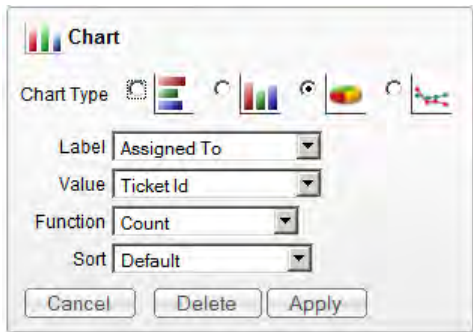 Chart
Chart Type
Label Assigned To
Value Ticket Id
Function Count
Sort Default
Cancel Delete Apply